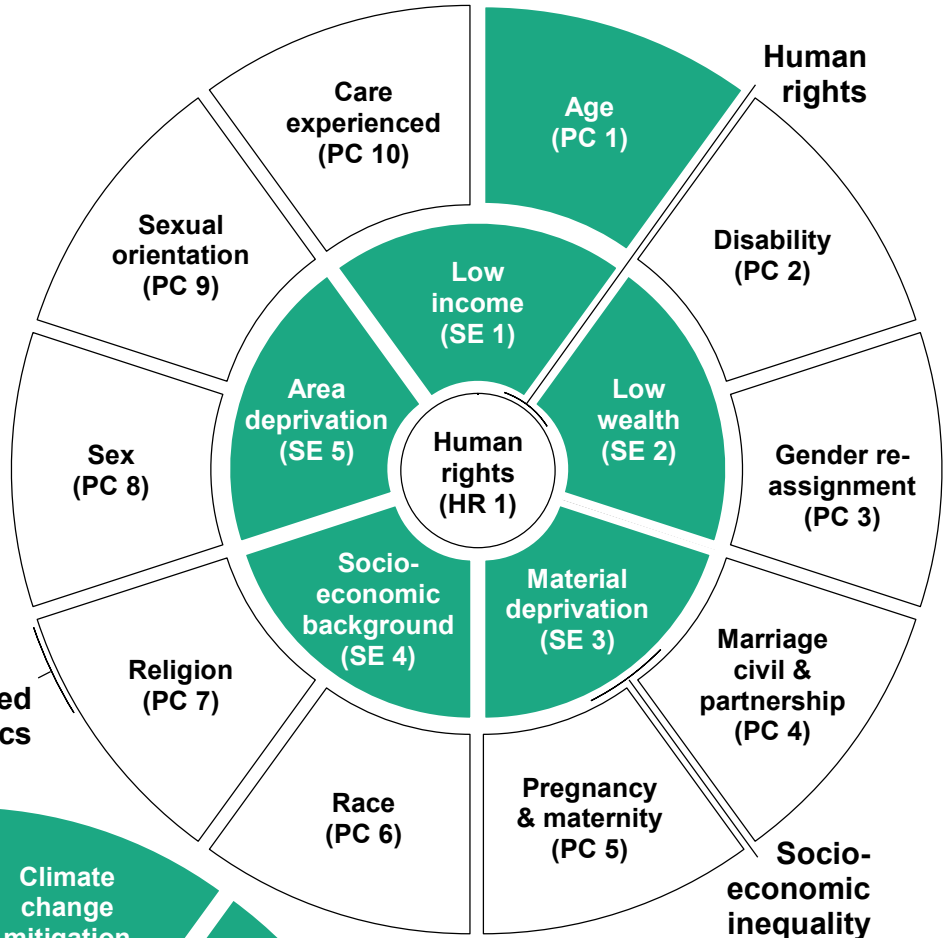 Human
rights
Age
(PC 1)
Disability
(PC 2)
Gender re-
assignment
(PC 3)
Marriage
civil &
partnership
(PC 4)
Pregnancy
& maternity
(PC 5)
Race
(PC 6)
Religion
(PC 7)
Sex
(PC 8)
Sexual
orientation
(PC 9)
Care
experienced
(PC 10)
Low
income
(SE 1)
Low
wealth
(SE 2)
Material
deprivation
(SE 3)
Socio-
economic
background
(SE 4)
Area
deprivation
(SE 5)
Human
rights
(HR 1)
Socio-
economic
inequality
ed
cs
Climate
change
mitigation